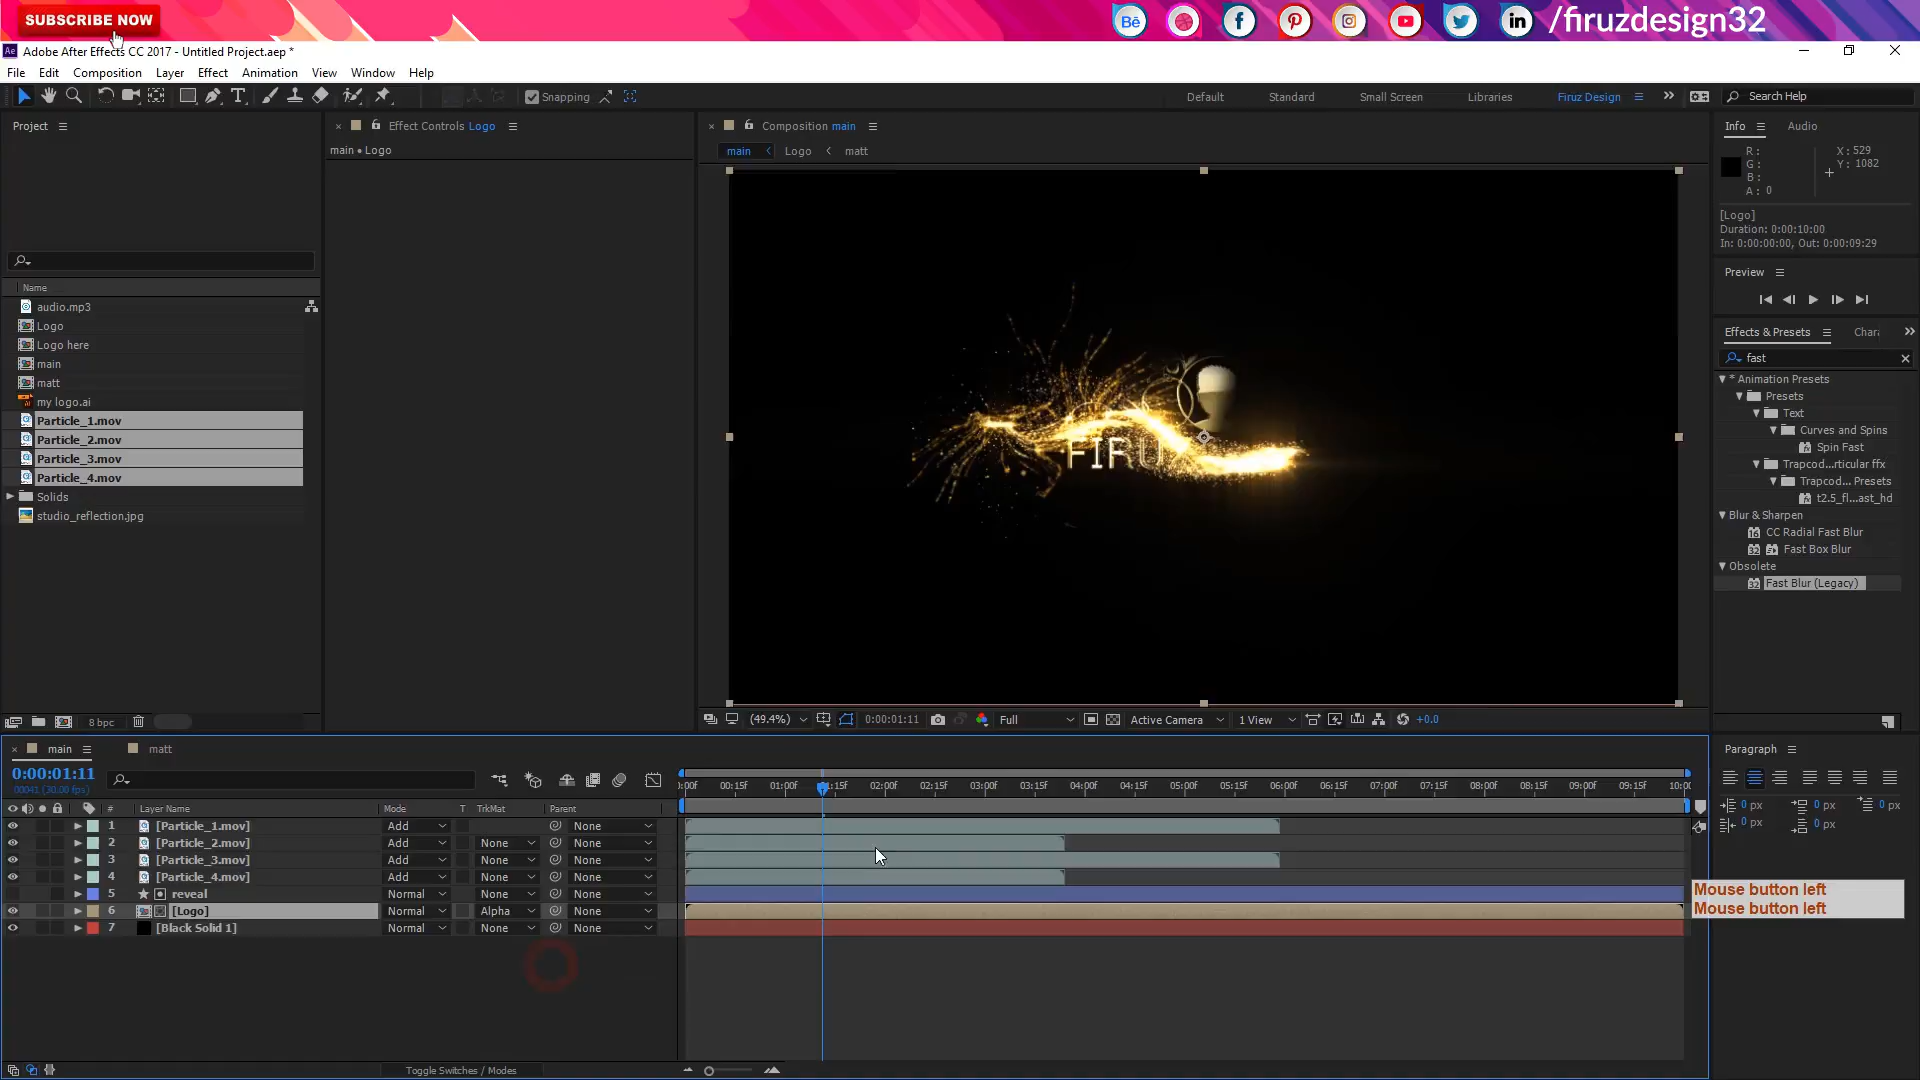 SUBSCRIBE NOW
/firuzdesign32
Adobe After Effects CC 2017 - Untitled Project.aep *
File Edit Composition Layer Effect Animation View Window Help
Snapping
Default Standard Small Screen Libraries Firuz Design
Search Help
Project
Effect Controls Logo
Composition main
Info Audio
main • Logo
main Logo matt
R:
G:
B:
A: 0
X: 529
Y: 1082
[Logo]
Duration: 0:00:10:00
In: 0:00:00:00, Out: 0:00:09:29
Preview
Name
audio.mp3
Logo
Logo here
main
matt
my logo.ai
Particle_1.mov
Particle_2.mov
Particle_3.mov
Particle_4.mov
Solids
studio_reflection.jpg
FIRU
Effects & Presets Chara
fast
* Animation Presets
Presets
Text
Curves and Spins
Spin Fast
Trapcod...rticular ffx
Trapcod... Presets
t2.5_fl...ast_hd
Blur & Sharpen
CC Radial Fast Blur
Fast Box Blur
Obsolete
Fast Blur (Legacy)
8 bpc
(49.4%) 0:00:01:11 Full Active Camera 1 View +0.0
main matt
0:00:01:11
00041 (30.00 fps)
:00f 00:15f 01:00f 01:15f 02:00f 02:15f 03:00f 03:15f 04:00f 04:15f 05:00f 05:15f 06:00f 06:15f 07:00f 07:15f 08:00f 08:15f 09:00f 09:15f 10:00
# Layer Name Mode T TrkMat Parent
1 [Particle_1.mov] Add None
2 [Particle_2.mov] Add None None
3 [Particle_3.mov] Add None None
4 [Particle_4.mov] Add None None
5 reveal Normal None None
6 [Logo] Normal Alpha None
7 [Black Solid 1] Normal None None
Toggle Switches / Modes
Paragraph
0 px 0 px 0 px
0 px 0 px
Mouse button left
Mouse button left